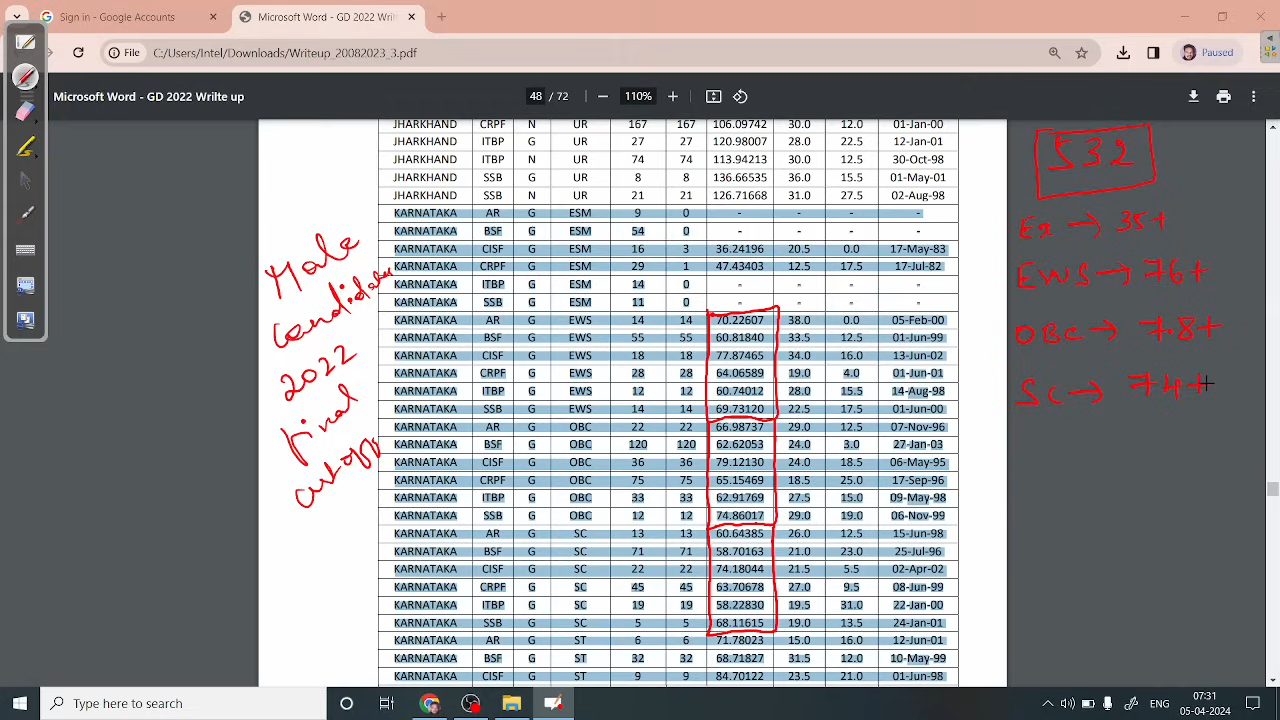 Sign in - Google Accounts
Microsoft Word - GD 2022 Wri
File
C:/Users/Intel/Downloads/Writeup_20082023_3.pdf
Paused
Microsoft Word - GD 2022 Wrilte up
48 / 72
110%
JHARKHAND CRPF N UR 167 167 106.09742 30.0 12.0 01-Jan-00
JHARKHAND ITBP G UR 27 27 120.98007 28.0 22.5 12-Jan-01
JHARKHAND ITBP N UR 74 74 113.94213 30.0 12.5 30-Oct-98
JHARKHAND SSB G UR 8 8 136.66535 36.0 15.5 01-May-01
JHARKHAND SSB N UR 21 21 126.71668 31.0 27.5 02-Aug-98
KARNATAKA AR G ESM 9 0 - - - -
KARNATAKA BSF G ESM 54 0 - - - -
KARNATAKA CISF G ESM 16 3 35.24196 20.5 0.0 17-May-83
KARNATAKA CRPF G ESM 29 1 47.43403 12.5 17.5 17-Jul-82
KARNATAKA ITBP G ESM 14 0 - - - -
KARNATAKA SSB G ESM 11 0 - - - -
KARNATAKA AR G EWS 14 14 70.22607 38.0 0.0 05-Feb-00
KARNATAKA BSF G EWS 55 55 60.81840 33.5 12.5 01-Jun-99
KARNATAKA CISF G EWS 18 18 77.87465 34.0 16.0 13-Jun-02
KARNATAKA CRPF G EWS 28 28 64.06589 19.0 4.0 01-Jun-01
KARNATAKA ITBP G EWS 12 12 60.74012 28.0 15.5 14-Aug-98
KARNATAKA SSB G EWS 14 14 69.73120 22.5 17.5 01-Jun-00
KARNATAKA AR G OBC 22 22 66.98737 29.0 12.5 07-Nov-96
KARNATAKA BSF G OBC 120 120 62.62053 24.0 3.0 27-Jan-03
KARNATAKA CISF G OBC 36 36 79.12130 24.0 18.5 06-May-95
KARNATAKA CRPF G OBC 75 75 65.15469 18.5 25.0 17-Sep-96
KARNATAKA ITBP G OBC 33 33 62.91769 27.5 15.0 09-May-98
KARNATAKA SSB G OBC 12 12 74.86017 29.0 19.0 06-Nov-99
KARNATAKA AR G SC 13 13 60.64385 26.0 12.5 15-Jun-98
KARNATAKA BSF G SC 71 71 58.70163 21.0 23.0 25-Jul-96
KARNATAKA CISF G SC 22 22 74.18044 21.5 5.5 02-Apr-02
KARNATAKA CRPF G SC 45 45 63.70678 27.0 9.5 08-Jun-99
KARNATAKA ITBP G SC 19 19 58.22830 19.5 31.0 22-Jan-00
KARNATAKA SSB G SC 5 5 68.11615 19.0 13.5 24-Jan-01
KARNATAKA AR G ST 6 6 71.78023 15.0 16.0 12-Jun-01
KARNATAKA BSF G ST 32 32 68.71827 31.5 12.0 10-May-99
KARNATAKA CISF G ST 9 9 84.70122 23.5 21.0 01-Jun-98
Male
candidates
2022
final
cutoff
532
Ex → 35+
EWS → 76+
OBC → 7.8+
SC → 74+
Type here to search
ENG
07:31
05-04-2024